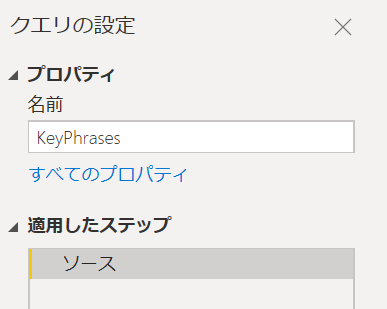 クエリの設定
プロパティ
名前
KeyPhrases
すべてのプロパティ
適用したステップ
ソース